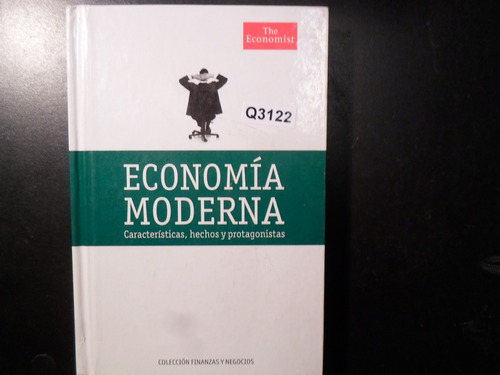 The
Economist
Q3122
ECONOMÍA
MODERNA
Características, hechos y protagonistas
COLECCIÓN FINANZAS Y NEGOCIOS